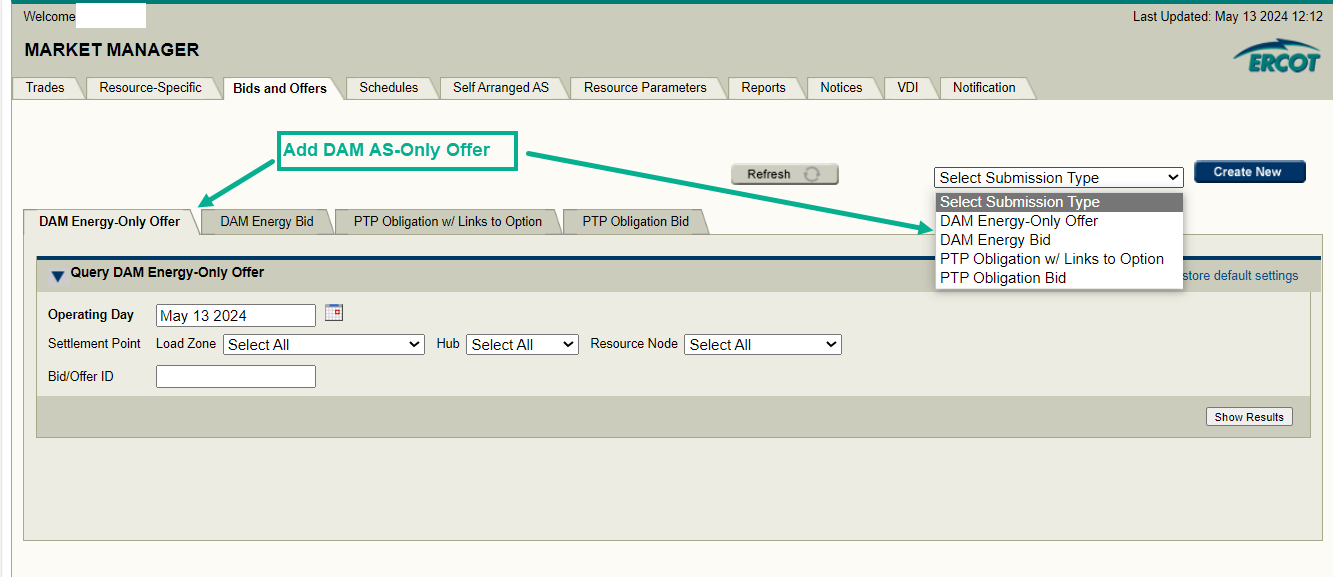 Welcome
Last Updated: May 13 2024 12:12
MARKET MANAGER
ERCOT
Trades
Resource-Specific
Bids and Offers
Schedules
Self Arranged AS
Resource Parameters
Reports
Notices
VDI
Notification
Add DAM AS-Only Offer
Refresh
Select Submission Type
Create New
Select Submission Type
DAM Energy-Only Offer
DAM Energy Bid
PTP Obligation w/ Links to Option
PTP Obligation Bid
DAM Energy-Only Offer
DAM Energy Bid
PTP Obligation w/ Links to Option
PTP Obligation Bid
Query DAM Energy-Only Offer
store default settings
Operating Day
May 13 2024
Settlement Point
Load Zone
Select All
Hub
Select All
Resource Node
Select All
Bid/Offer ID
Show Results